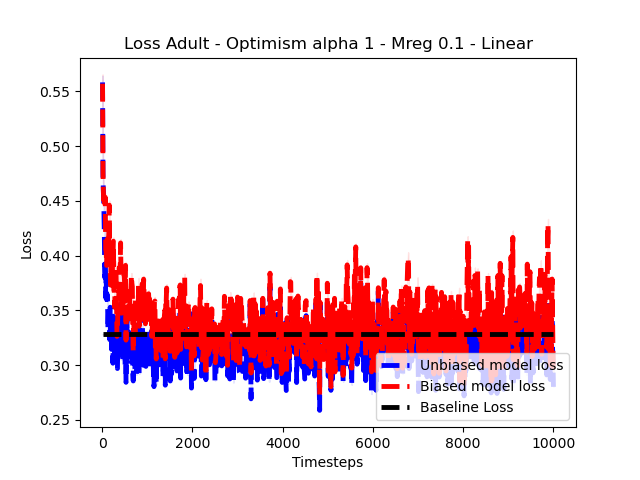 Loss Adult - Optimism alpha 1 - Mreg 0.1 - Linear
0.55
0.50
0.45
0.40
0.35
0.30
0.25
Loss
0 2000 4000 6000 8000 10000
Timesteps
Unbiased model loss
Biased model loss
Baseline Loss